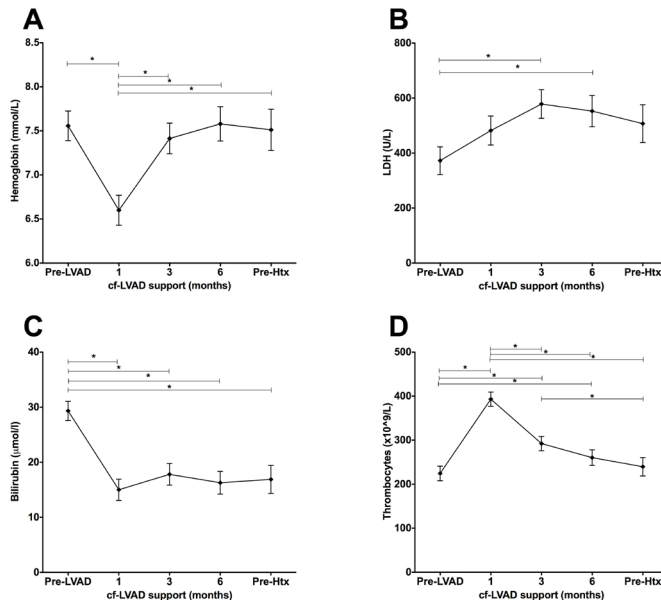 A
Hemoglobin (mmol/L)
8.5
8.0
7.5
7.0
6.5
6.0
* * * *
Pre-LVAD 1 3 6 Pre-Htx
cf-LVAD support (months)
B
LDH (U/L)
800
600
400
200
0
* *
Pre-LVAD 1 3 6 Pre-Htx
cf-LVAD support (months)
C
Bilirubin (μmol/l)
40
30
20
10
0
* * * *
Pre-LVAD 1 3 6 Pre-Htx
cf-LVAD support (months)
D
Thrombocytes (x10^9/L)
500
400
300
200
100
0
* * * * * * *
Pre-LVAD 1 3 6 Pre-Htx
cf-LVAD support (months)